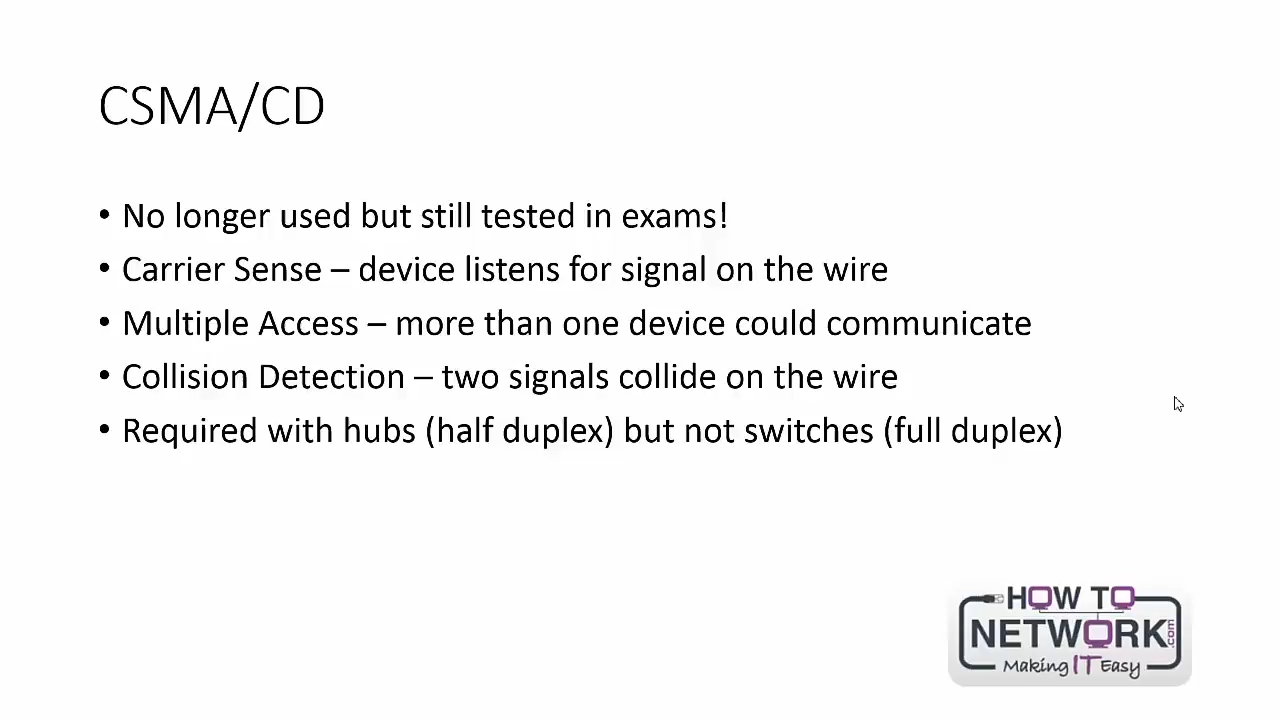 CSMA/CD
• No longer used but still tested in exams!
• Carrier Sense – device listens for signal on the wire
• Multiple Access – more than one device could communicate
• Collision Detection – two signals collide on the wire
• Required with hubs (half duplex) but not switches (full duplex)
HOW TO
NETWORK.com
Making IT Easy